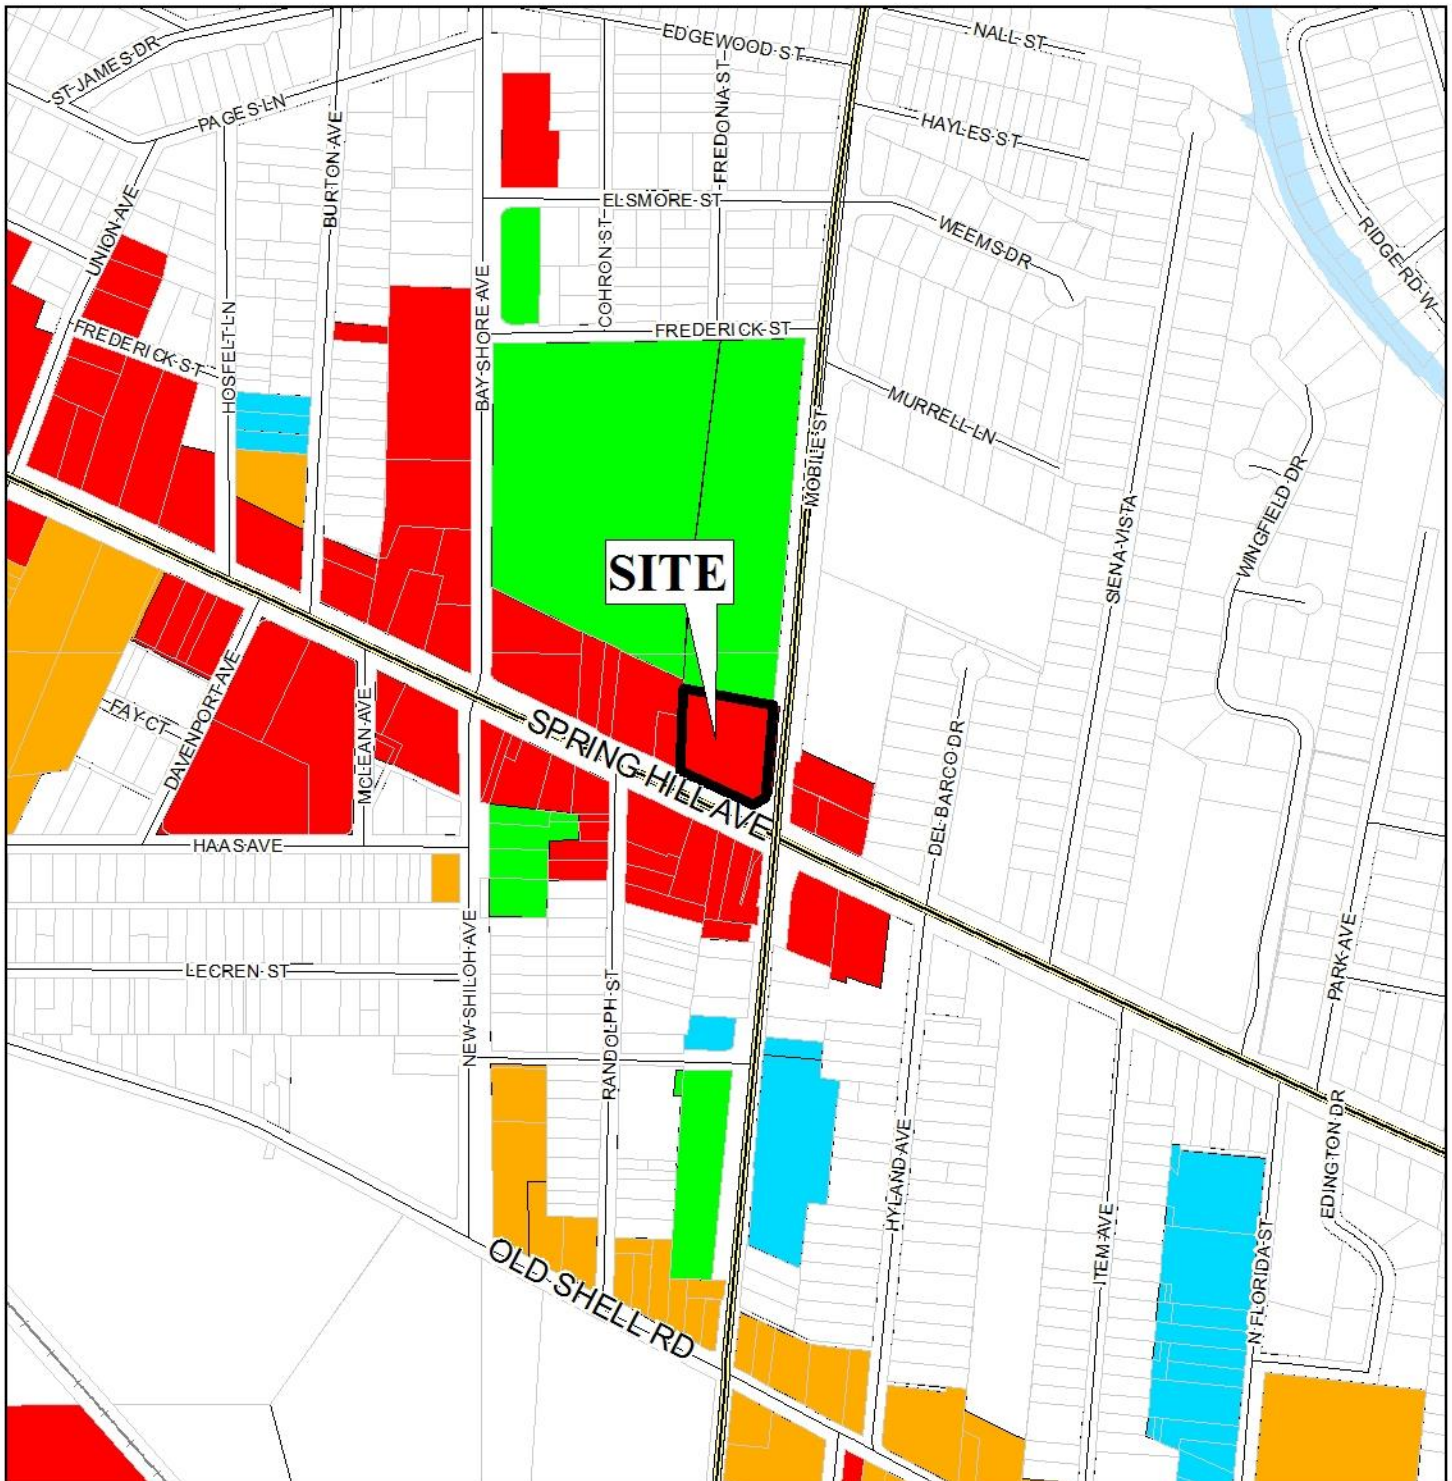 EDGEWOOD ST
NALL ST
ST JAMES DR
PAGES LN
BURTON AVE
FREDONIA ST
HAYLES ST
ELSMORE ST
UNION AVE
WEEMS DR
RIDGE RD W
COHRON ST
BAY SHORE AVE
FREDERICK ST
FREDERICK ST
HOSFELT LN
MURRELL LN
MOBILE ST
SIENA VISTA
WINGFIELD DR
SITE
FAY CT
DAVENPORT AVE
MCLEAN AVE
SPRING HILL AVE
DEL BARCO DR
HAAS AVE
LECREN ST
NEW SHILOH AVE
RANDOLPH ST
PARK AVE
HYLAND AVE
ITEM AVE
EDINGTON DR
N FLORIDA ST
OLD SHELL RD